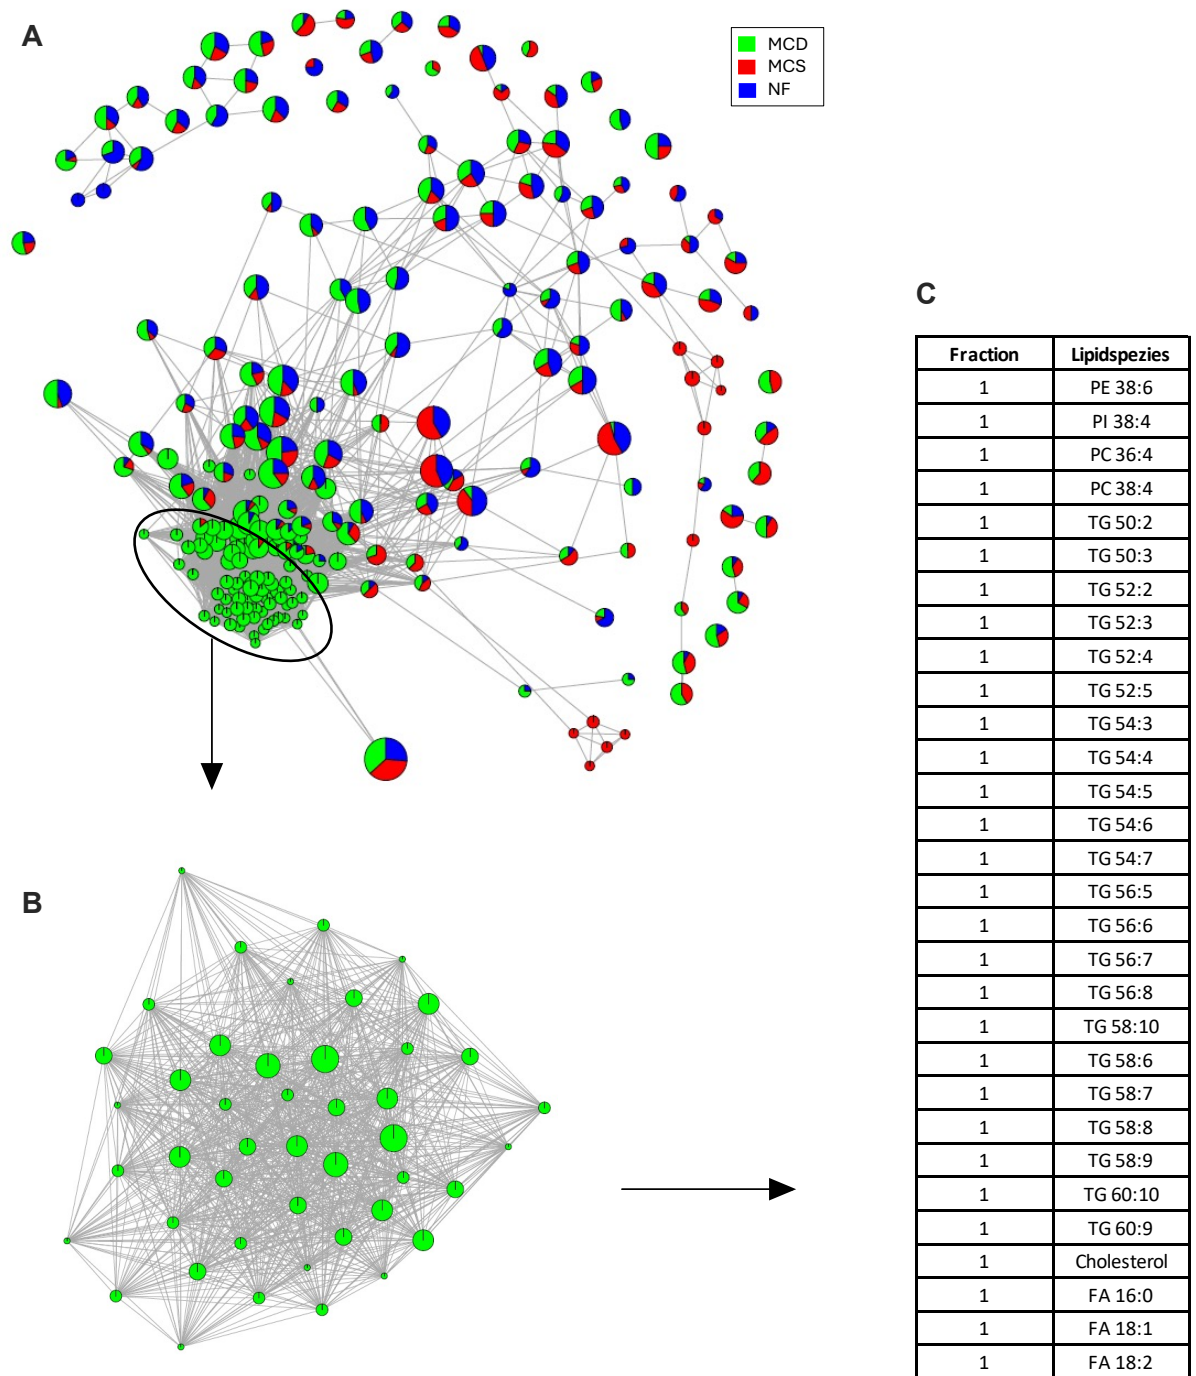 A
MCD
MCS
NF
B
C
Fraction Lipidspezies
1 PE 38:6
1 PI 38:4
1 PC 36:4
1 PC 38:4
1 TG 50:2
1 TG 50:3
1 TG 52:2
1 TG 52:3
1 TG 52:4
1 TG 52:5
1 TG 54:3
1 TG 54:4
1 TG 54:5
1 TG 54:6
1 TG 54:7
1 TG 56:5
1 TG 56:6
1 TG 56:7
1 TG 56:8
1 TG 58:10
1 TG 58:6
1 TG 58:7
1 TG 58:8
1 TG 58:9
1 TG 60:10
1 TG 60:9
1 Cholesterol
1 FA 16:0
1 FA 18:1
1 FA 18:2